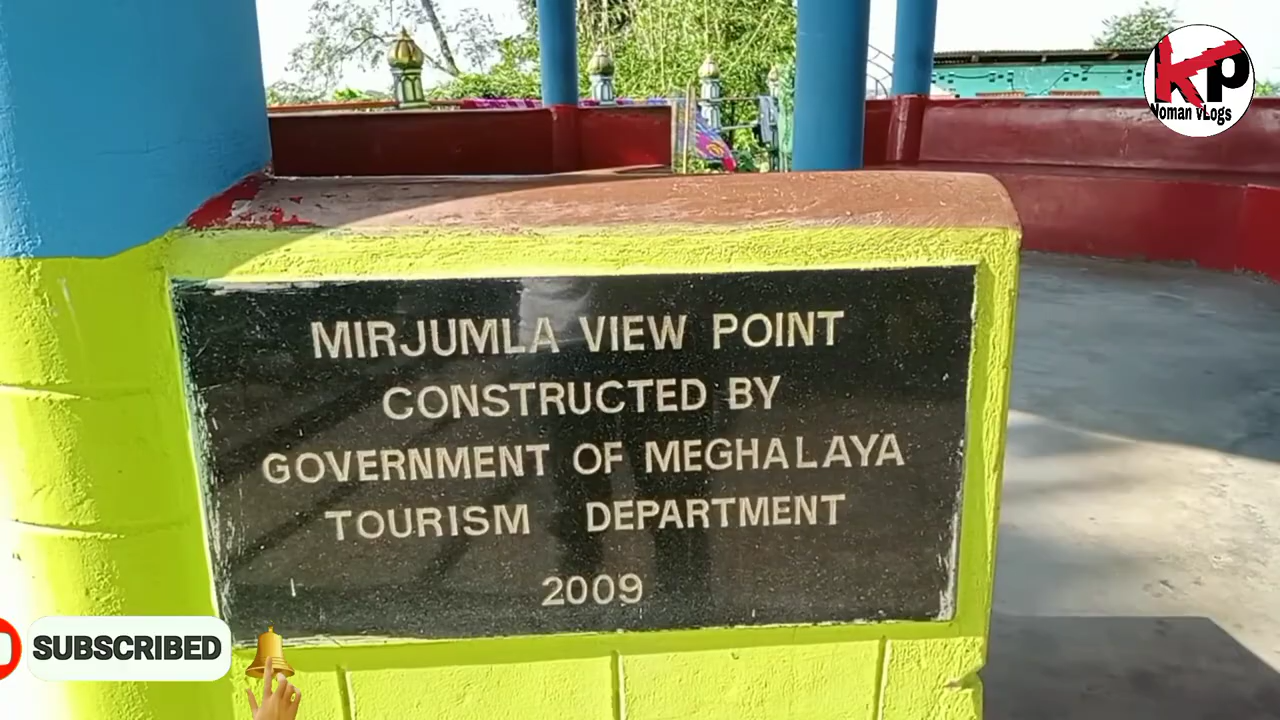 KP
Noman vLogs
MIRJUMLA VIEW POINT
CONSTRUCTED BY
GOVERNMENT OF MEGHALAYA
TOURISM DEPARTMENT
2009
SUBSCRIBED